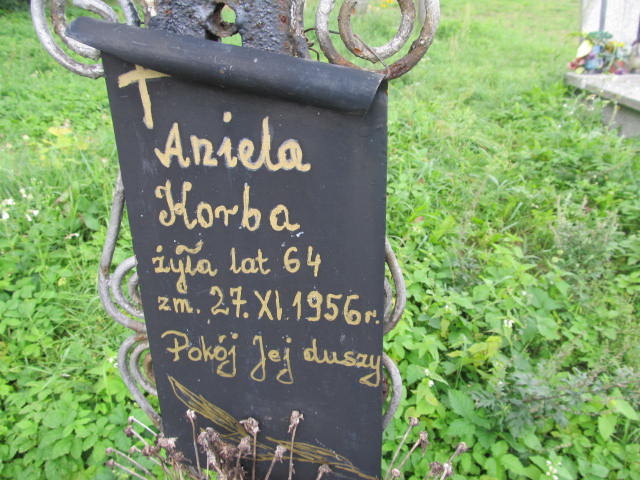 Aniela
Korba
żyła lat 64
zm. 27. XI 1956 r.
Pokój Jej duszy